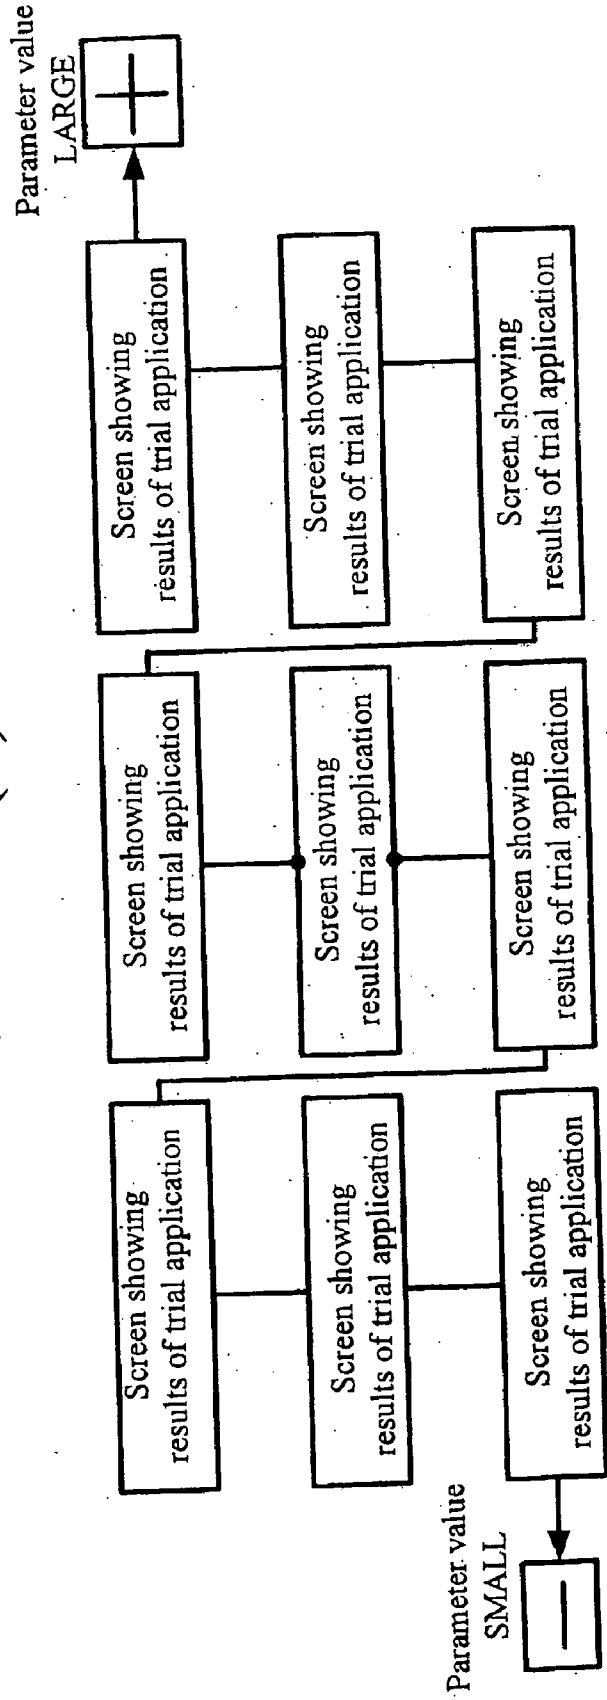 Parameter value
LARGE
+
Screen showing
results of trial application
Screen showing
results of trial application
Screen showing
results of trial application
Screen showing
results of trial application
Screen showing
results of trial application
Screen showing
results of trial application
Parameter value
SMALL
−
Screen showing
results of trial application
Screen showing
results of trial application
Screen showing
results of trial application